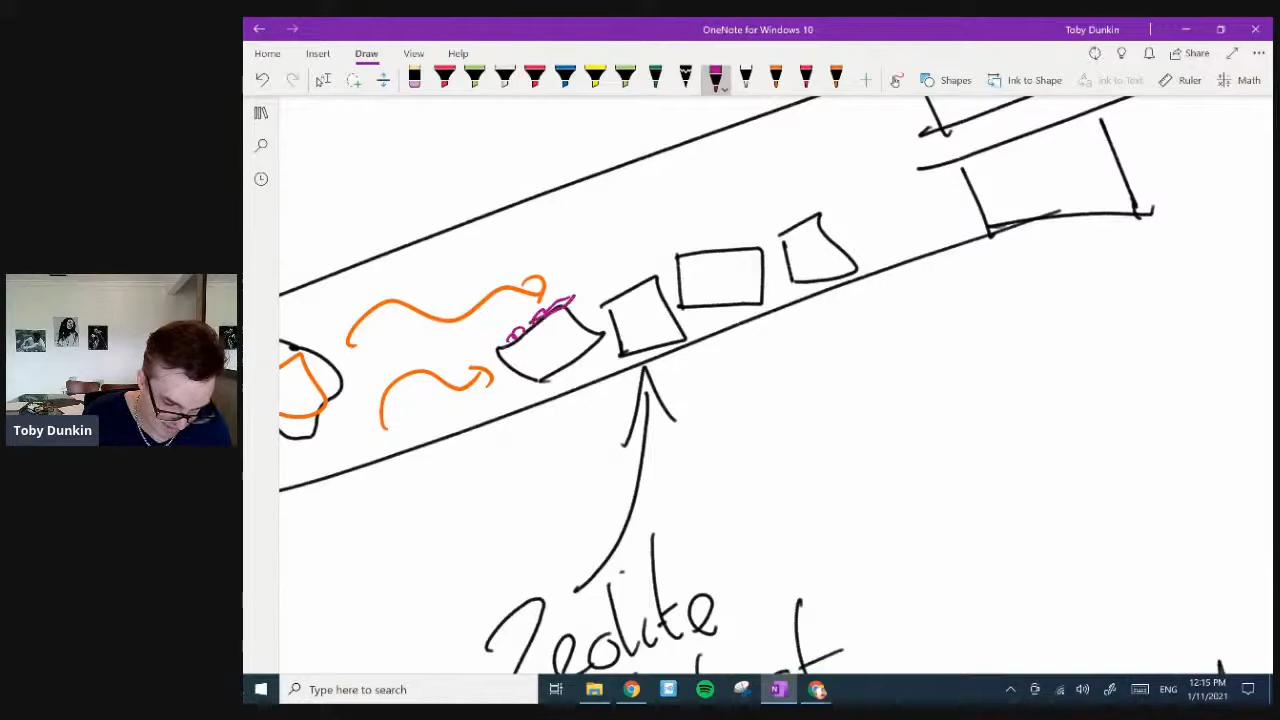 OneNote for Windows 10
Toby Dunkin
Home Insert Draw View Help
Share
Shapes Ink to Shape Ink to Text Ruler Math
Toby Dunkin
Zeolite
Type here to search
ENG
12:15 PM
1/11/2021